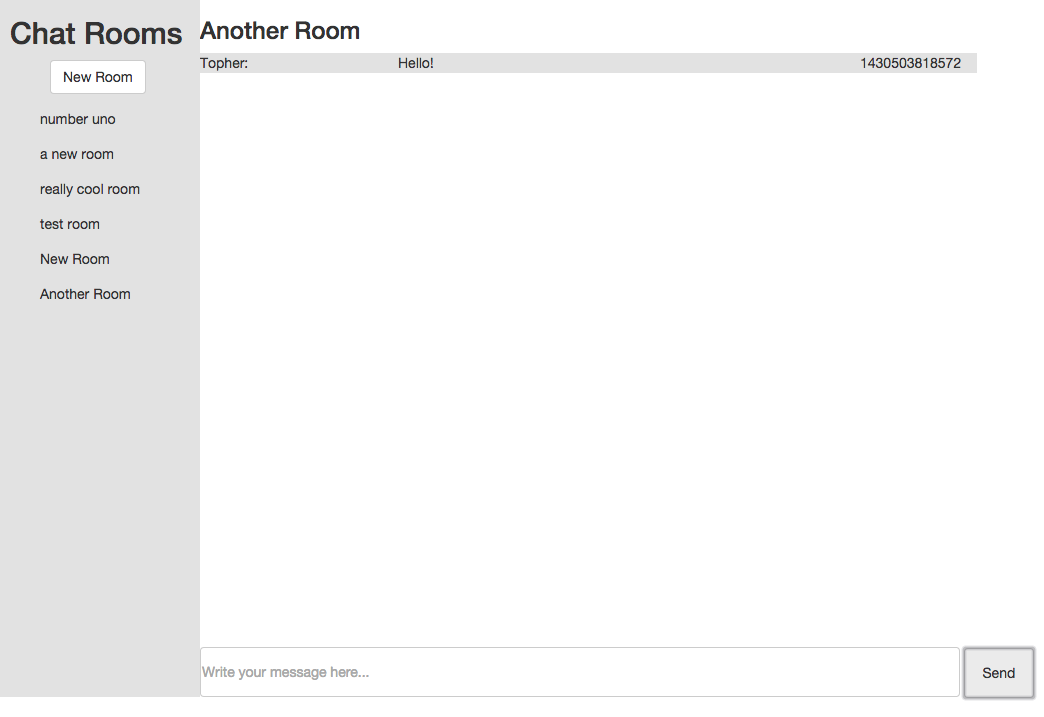 Chat Rooms
New Room
number uno
a new room
really cool room
test room
New Room
Another Room
Another Room
Topher: Hello! 1430503818572
Write your message here...
Send